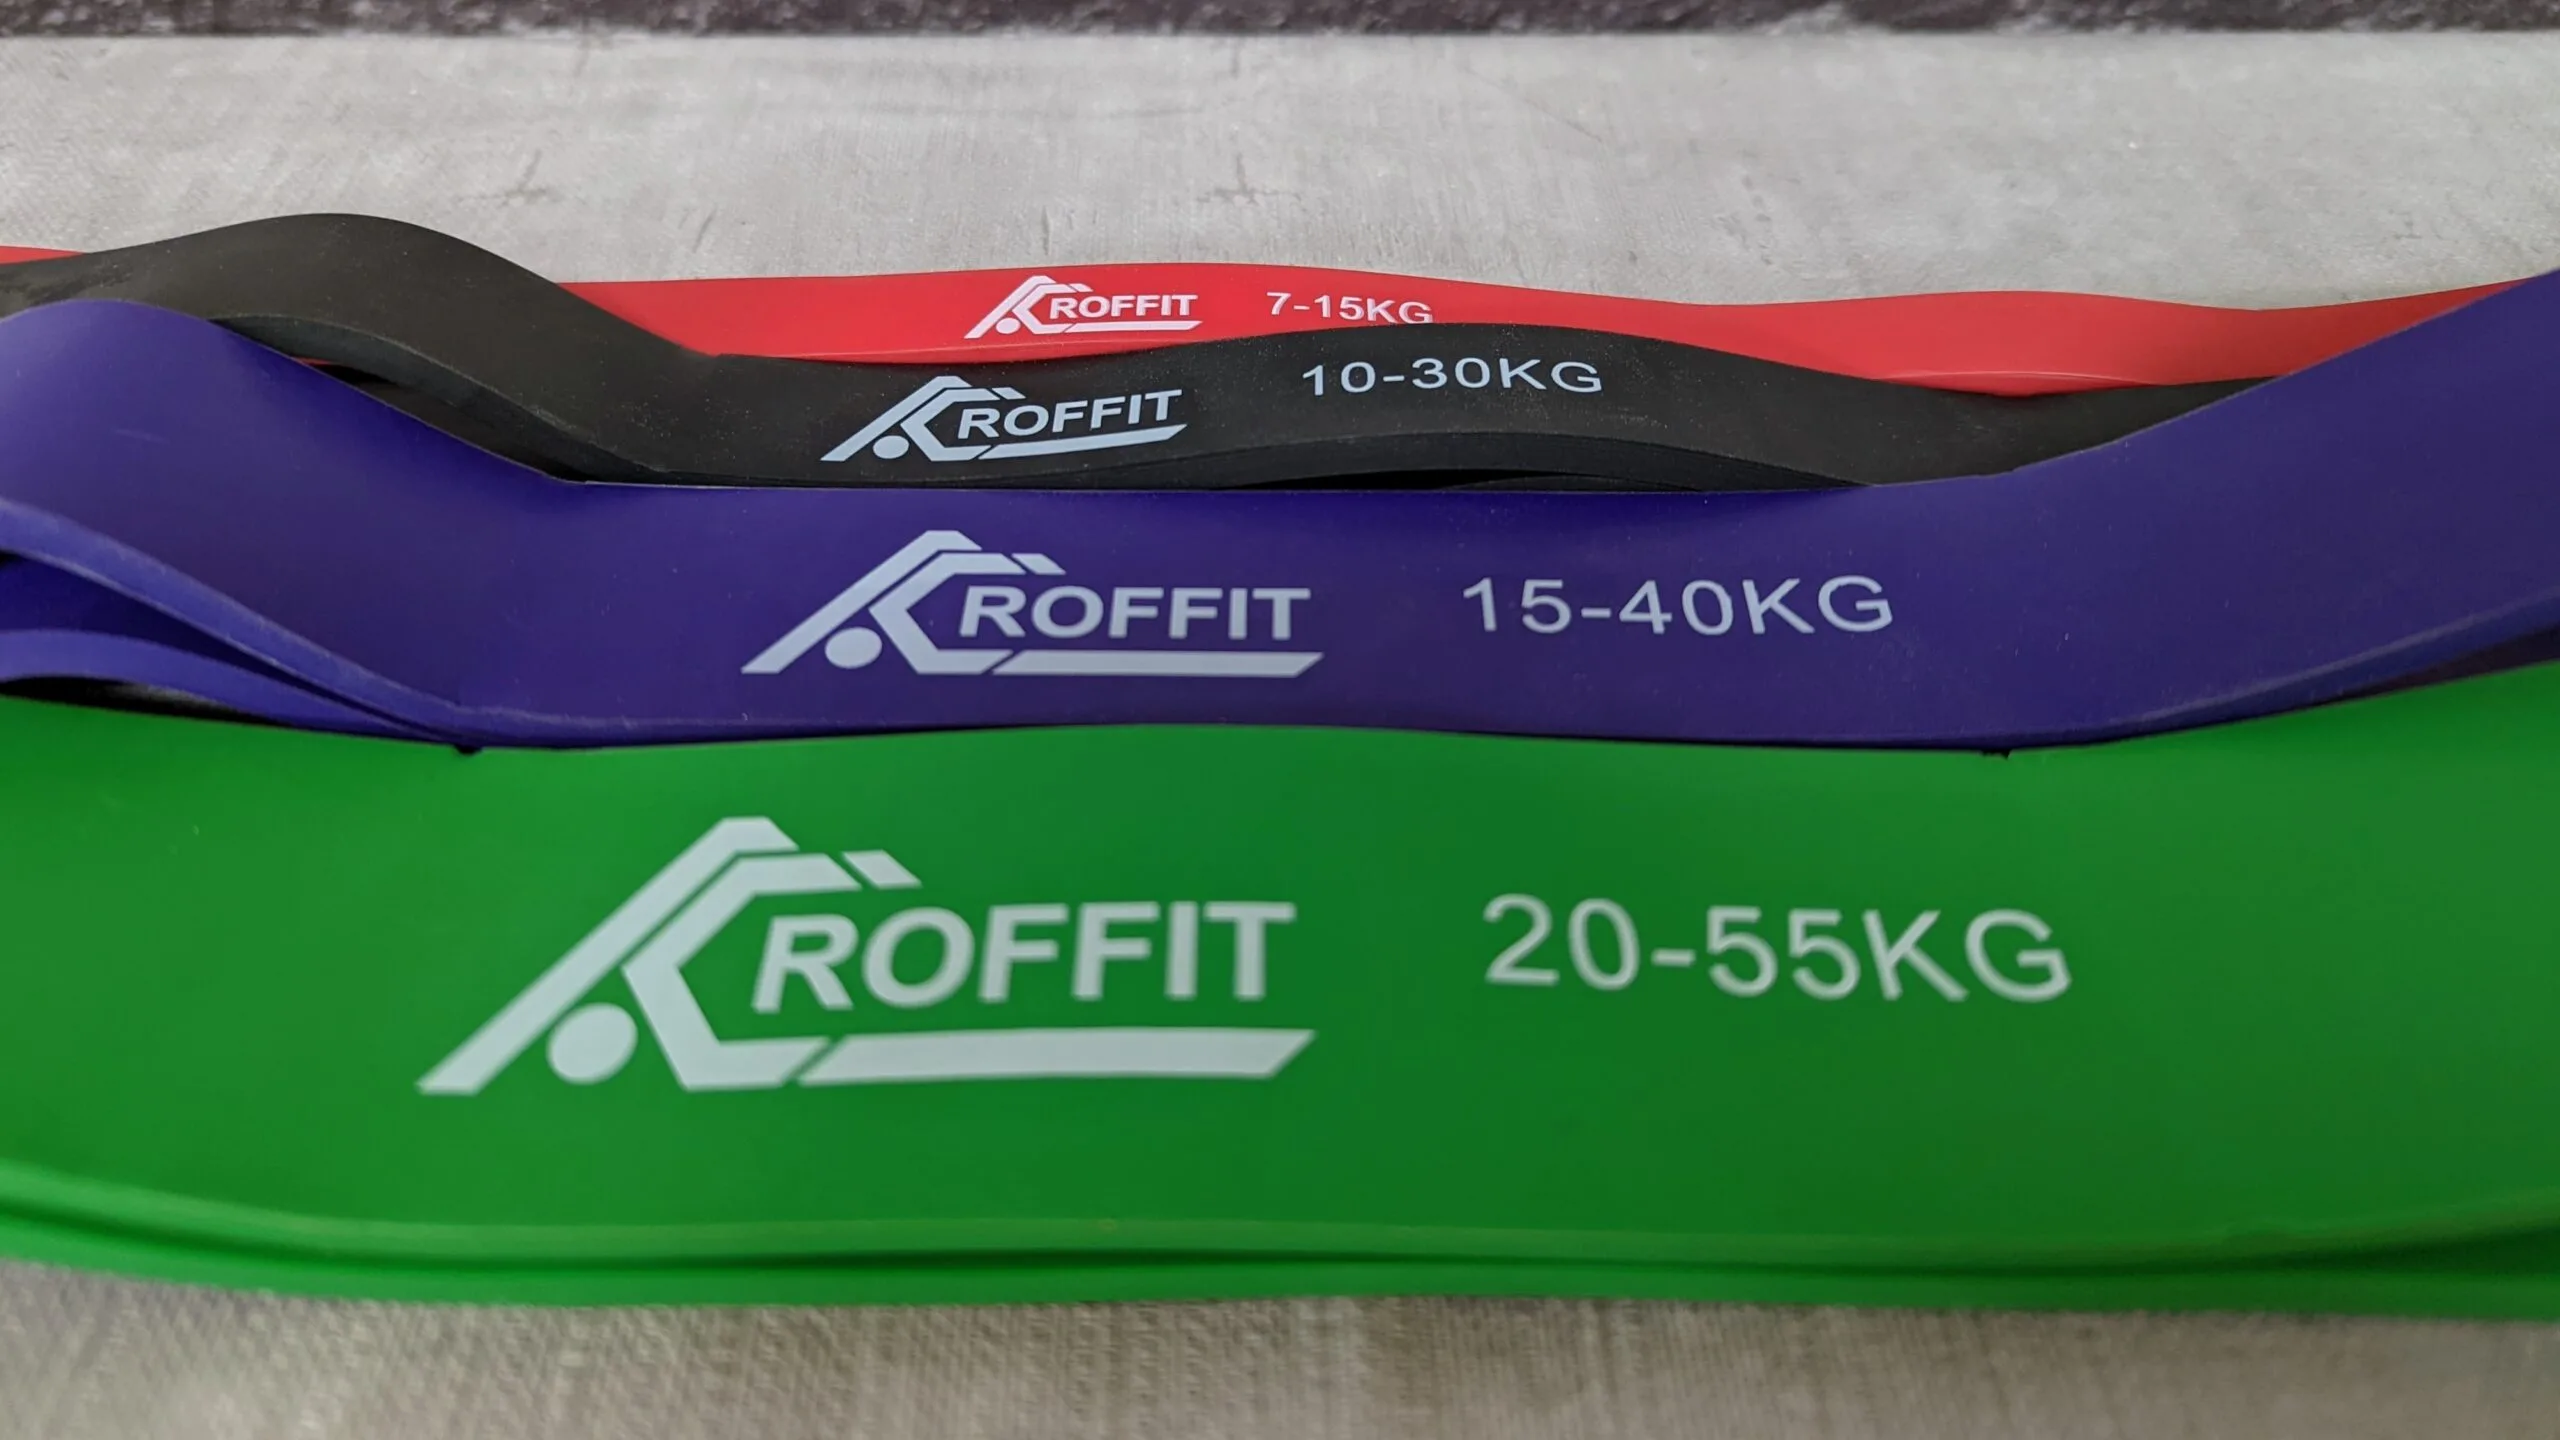 ROFFIT 7-15KG
ROFFIT 10-30KG
ROFFIT 15-40KG
ROFFIT 20-55KG